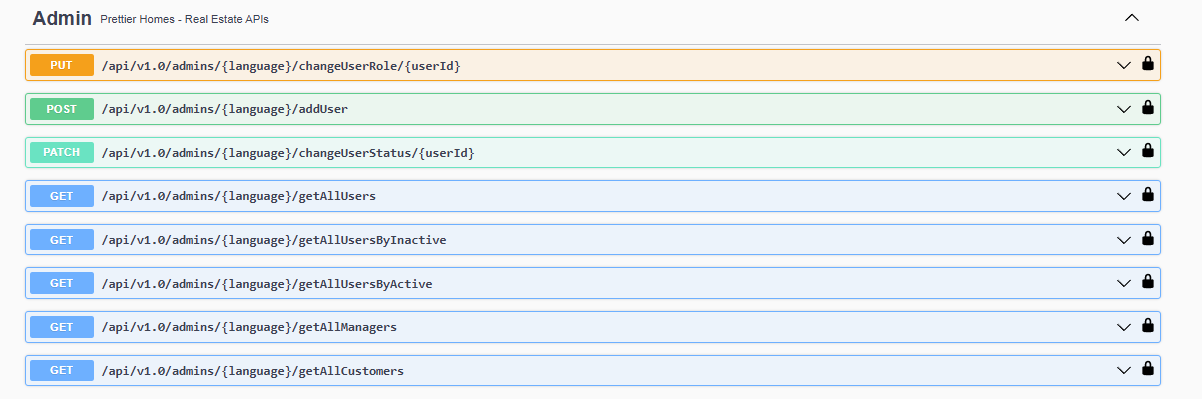 Admin Prettier Homes - Real Estate APIs
PUT /api/v1.0/admins/{language}/changeUserRole/{userId}
POST /api/v1.0/admins/{language}/addUser
PATCH /api/v1.0/admins/{language}/changeUserStatus/{userId}
GET /api/v1.0/admins/{language}/getAllUsers
GET /api/v1.0/admins/{language}/getAllUsersByInactive
GET /api/v1.0/admins/{language}/getAllUsersByActive
GET /api/v1.0/admins/{language}/getAllManagers
GET /api/v1.0/admins/{language}/getAllCustomers